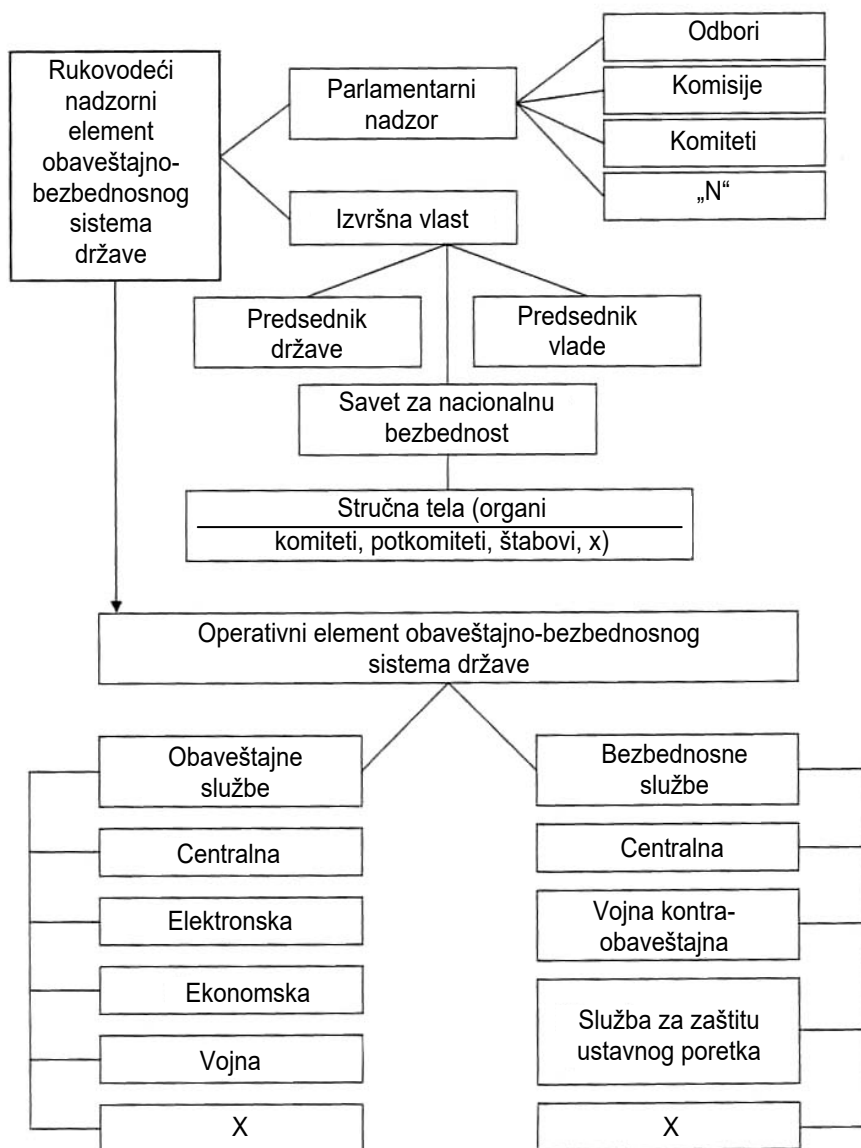 Rukovodeći
nadzorni
element
obaveštajno-
bezbednosnog
sistema
države
Parlamentarni
nadzor
Odbori
Komisije
Komiteti
„N“
Izvršna vlast
Predsednik
države
Predsednik
vlade
Savet za nacionalnu
bezbednost
Stručna tela (organi
komiteti, potkomiteti, štabovi, x)
Operativni element obaveštajno-bezbednosnog
sistema države
Obaveštajne
službe
Centralna
Elektronska
Ekonomska
Vojna
X
Bezbednosne
službe
Centralna
Vojna kontra-
obaveštajna
Služba za zaštitu
ustavnog poretka
X